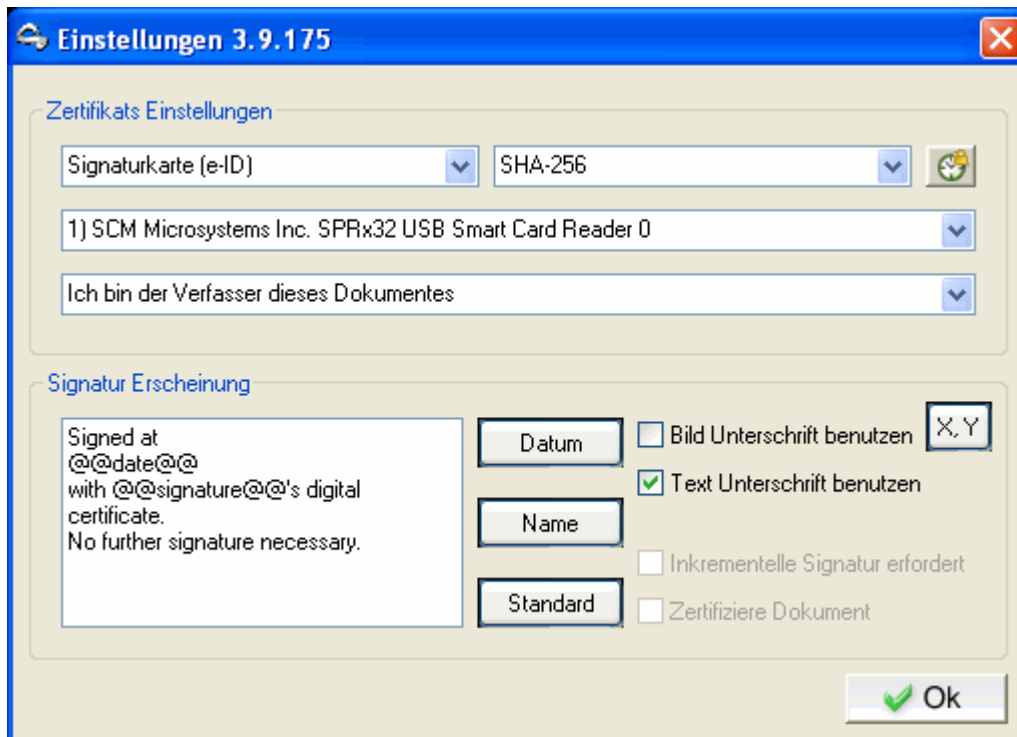 Einstellungen 3.9.175
Zertifikats Einstellungen
Signaturkarte (e-ID)
SHA-256
1) SCM Microsystems Inc. SPRx32 USB Smart Card Reader 0
Ich bin der Verfasser dieses Dokumentes
Signatur Erscheinung
Signed at
@@date@@
with @@signature@@'s digital
certificate.
No further signature necessary.
Datum
Name
Standard
Bild Unterschrift benutzen
X, Y
Text Unterschrift benutzen
Inkrementelle Signatur erfordert
Zertifiziere Dokument
Ok